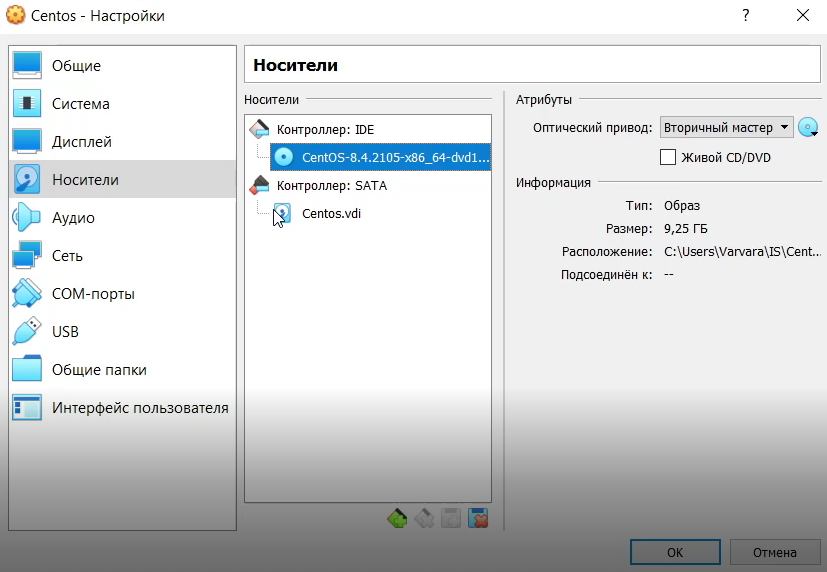 Centos - Настройки
?
Общие
Система
Дисплей
Носители
Аудио
Сеть
COM-порты
USB
Общие папки
Интерфейс пользователя
Носители
Носители
Контроллер: IDE
CentOS-8.4.2105-x86_64-dvd1...
Контроллер: SATA
Centos.vdi
Атрибуты
Оптический привод: Вторичный мастер
Живой CD/DVD
Информация
Тип: Образ
Размер: 9,25 ГБ
Расположение: C:\Users\Varvara\IS\Cent...
Подсоединён к: --
OK
Отмена